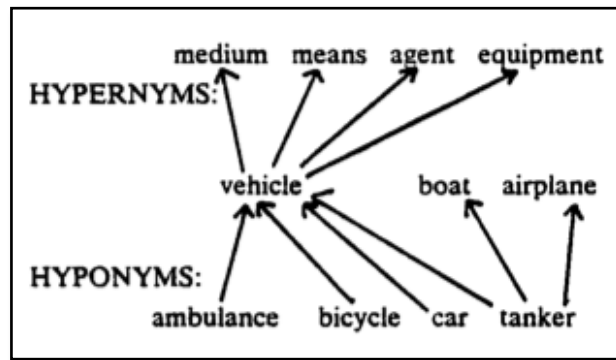 medium means agent equipment
HYPERNYMS:
vehicle boat airplane
HYPONYMS:
ambulance bicycle car tanker